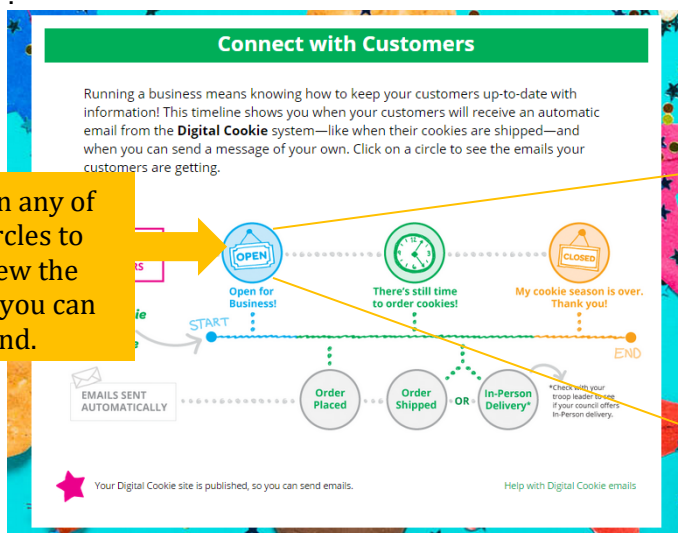 Connect with Customers
Running a business means knowing how to keep your customers up-to-date with
information! This timeline shows you when your customers will receive an automatic
email from the Digital Cookie system—like when their cookies are shipped—and
when you can send a message of your own. Click on a circle to see the emails your
customers are getting.
any of
to
the
you can
OPEN
CLOSED
Open for
Business!
There's still time
to order cookies!
My cookie season is over.
Thank you!
START
END
EMAILS SENT
AUTOMATICALLY
Order
Placed
Order
Shipped
OR
In-Person
Delivery*
*Check with your
troop leader to see
if your council offers
In-Person delivery.
Your Digital Cookie site is published, so you can send emails.
Help with Digital Cookie emails